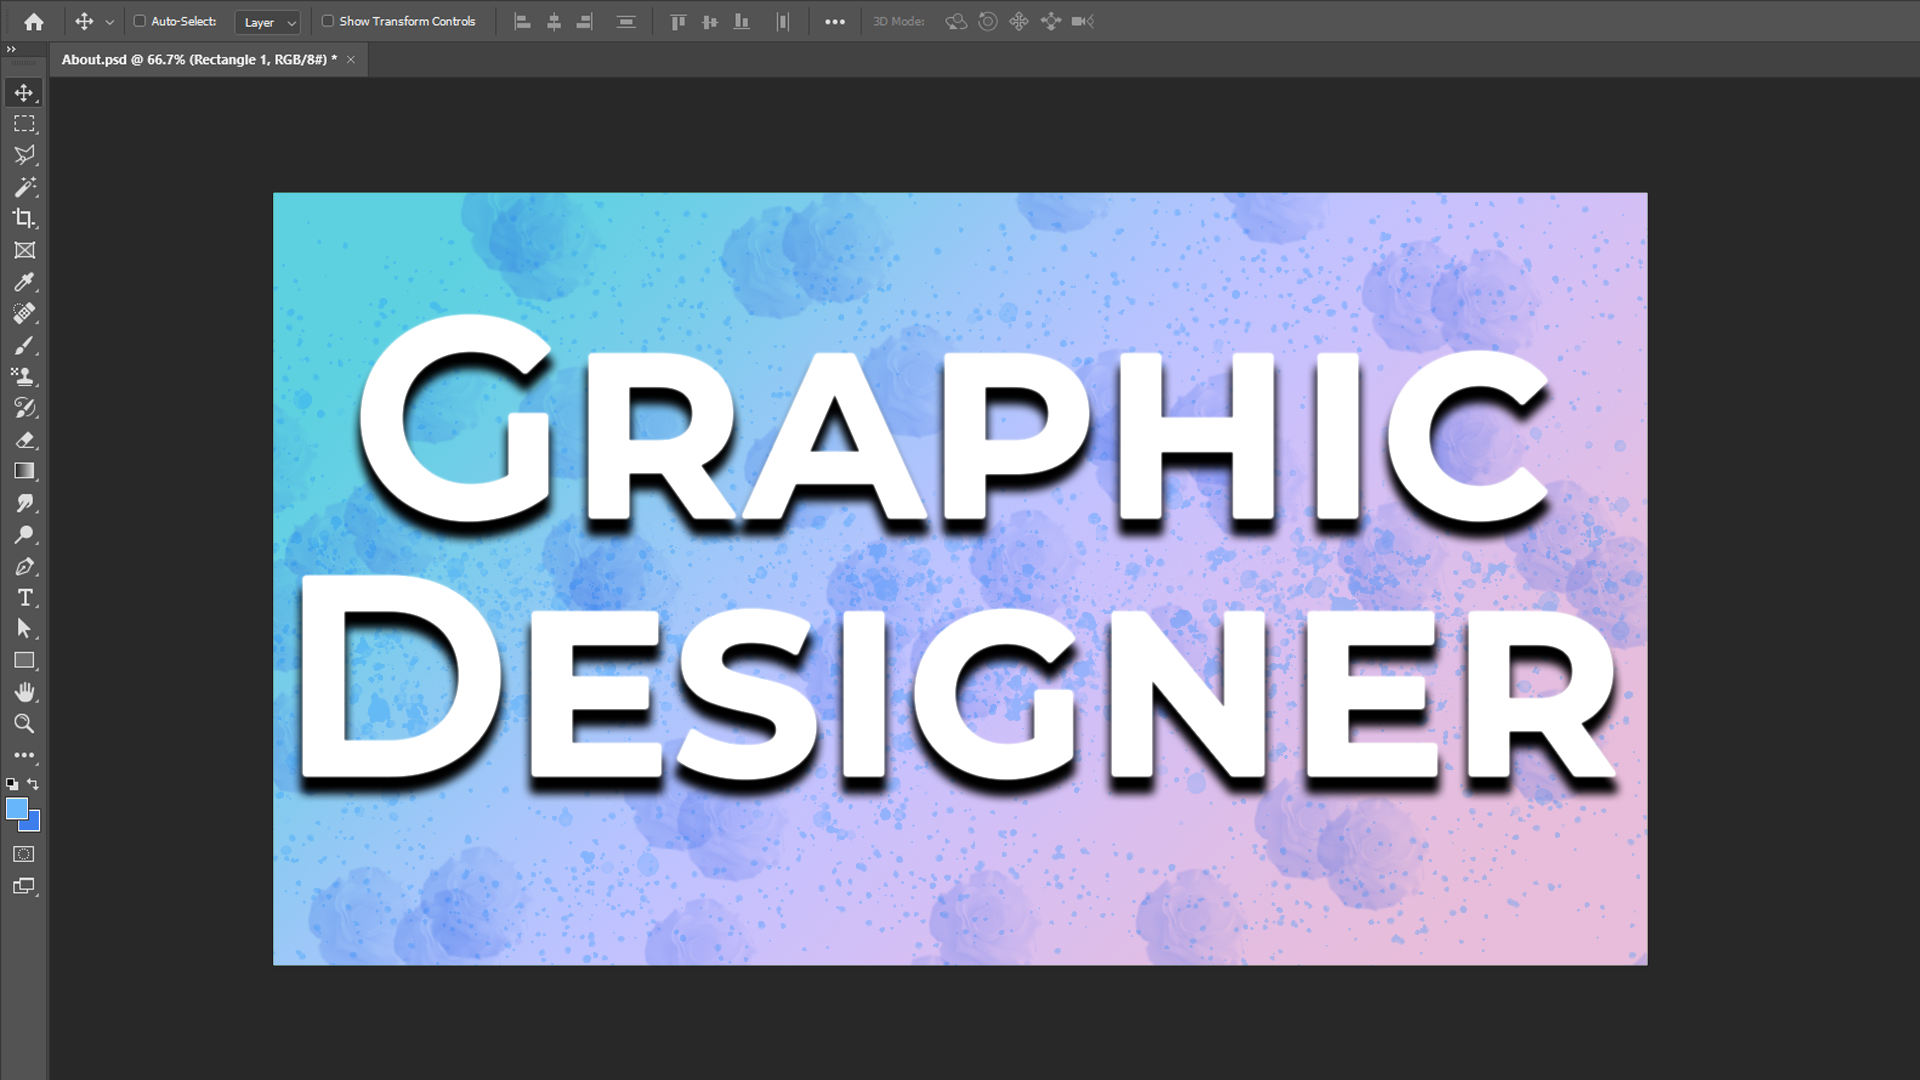 Auto-Select: Layer Show Transform Controls 3D Mode:
About.psd @ 66.7% (Rectangle 1, RGB/8#) *
GRAPHIC
DESIGNER